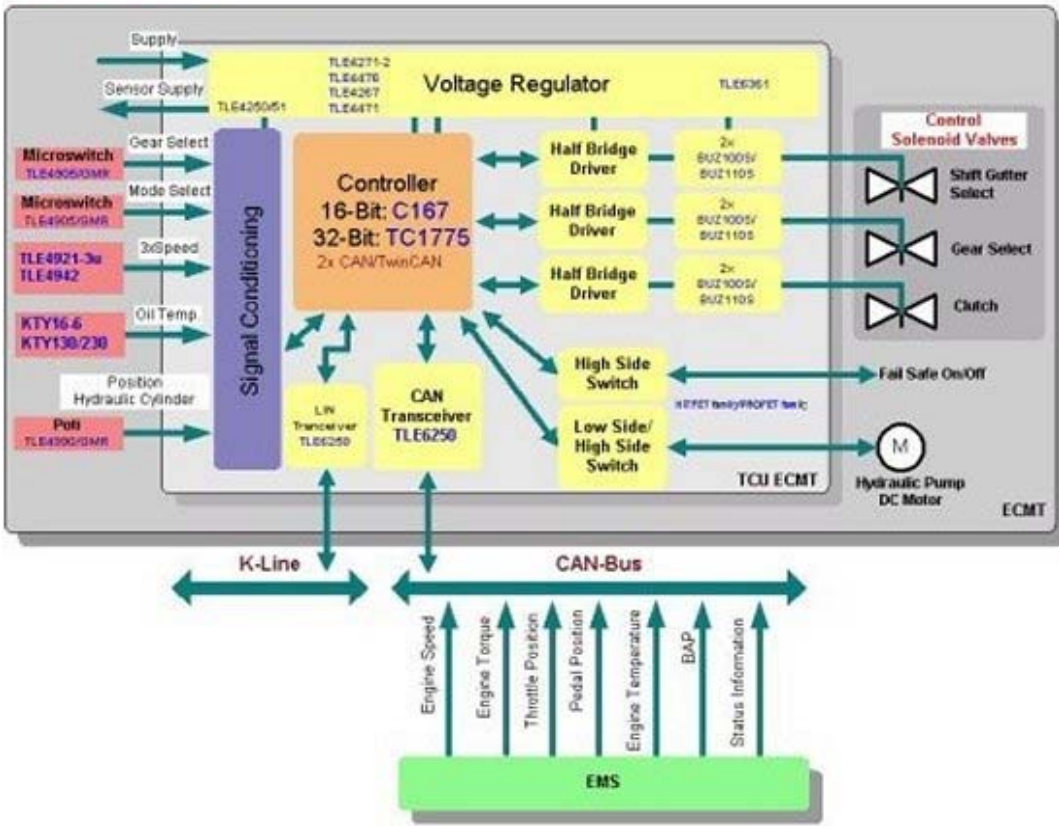 Supply
Sensor Supply
TLE4271-2
TLE4476
TLE4267
TLE4471
Voltage Regulator
TLE6361
TLE4250/51
Microswitch
TLE4905/GMR
Gear Select
Microswitch
TLE4905/GMR
Mode Select
TLE4921-3u
TLE4942
3xSpeed
KTY16-6
KTY130/230
Oil Temp.
Position
Hydraulic Cylinder
Poti
TLE4990/GMR
Signal Conditioning
Controller
16-Bit: C167
32-Bit: TC1775
2x CAN/TwinCAN
Half Bridge
Driver
2x
BUZ100S/
BUZ110S
Half Bridge
Driver
2x
BUZ100S/
BUZ110S
Half Bridge
Driver
2x
BUZ100S/
BUZ110S
Control
Solenoid Valves
Shift Gutter
Select
Gear Select
Clutch
LIN
Tranceiver
TLE6250
CAN
Transceiver
TLE6250
High Side
Switch
Fail Safe On/Off
HITFET family/PROFET family
Low Side/
High Side
Switch
M
Hydraulic Pump
DC Motor
TCU ECMT
ECMT
K-Line
CAN-Bus
Engine Speed
Engine Torque
Throttle Position
Pedal Position
Engine Temperature
BAP
Status Information
EMS